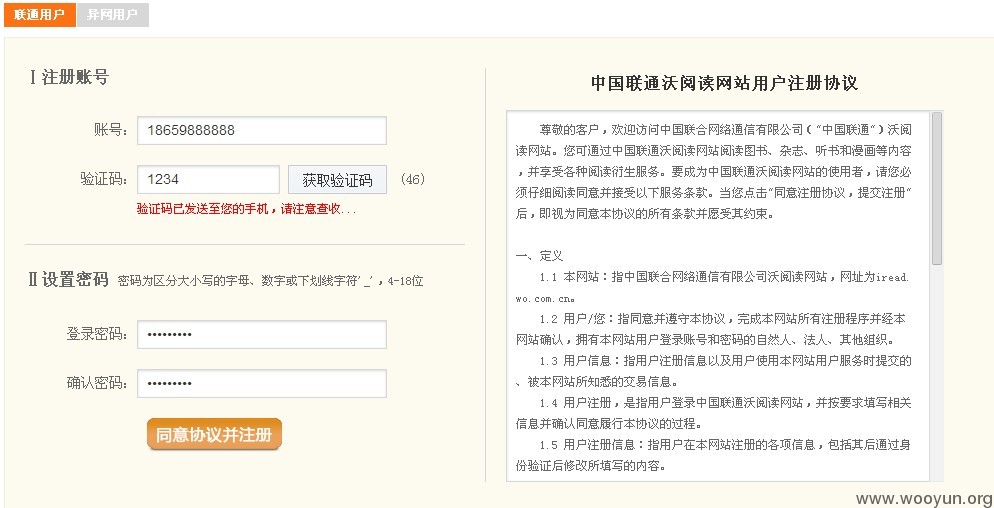 联通用户 异网用户
Ⅰ注册账号
账号： 18659888888
验证码： 1234 获取验证码 (46)
验证码已发送至您的手机，请注意查收...
Ⅱ设置密码 密码为区分大小写的字母、数字或下划线字符'_'，4-18位
登录密码： •••••••••
确认密码： •••••••••
同意协议并注册
中国联通沃阅读网站用户注册协议
尊敬的客户，欢迎访问中国联合网络通信有限公司（"中国联通"）沃阅
读网站。您可通过中国联通沃阅读网站阅读图书、杂志、听书和漫画等内容
，并享受各种阅读衍生服务。要成为中国联通沃阅读网站的使用者，请您必
须仔细阅读同意并接受以下服务条款。当您点击"同意注册协议，提交注册"
后，即视为同意本协议的所有条款并愿受其约束。
一、定义
1.1 本网站：指中国联合网络通信有限公司沃阅读网站，网址为iread.
wo.com.cn。
1.2 用户/您：指同意并遵守本协议，完成本网站所有注册程序并经本
网站确认，拥有本网站用户登录账号和密码的自然人、法人、其他组织。
1.3 用户信息：指用户注册信息以及用户使用本网站用户服务时提交的
、被本网站所知悉的交易信息。
1.4 用户注册，是指用户登录中国联通沃阅读网站，并按要求填写相关
信息并确认同意履行本协议的过程。
1.5 用户注册信息：指用户在本网站注册的各项信息，包括其后通过身
份验证后修改所填写的内容。
www.wooyun.org